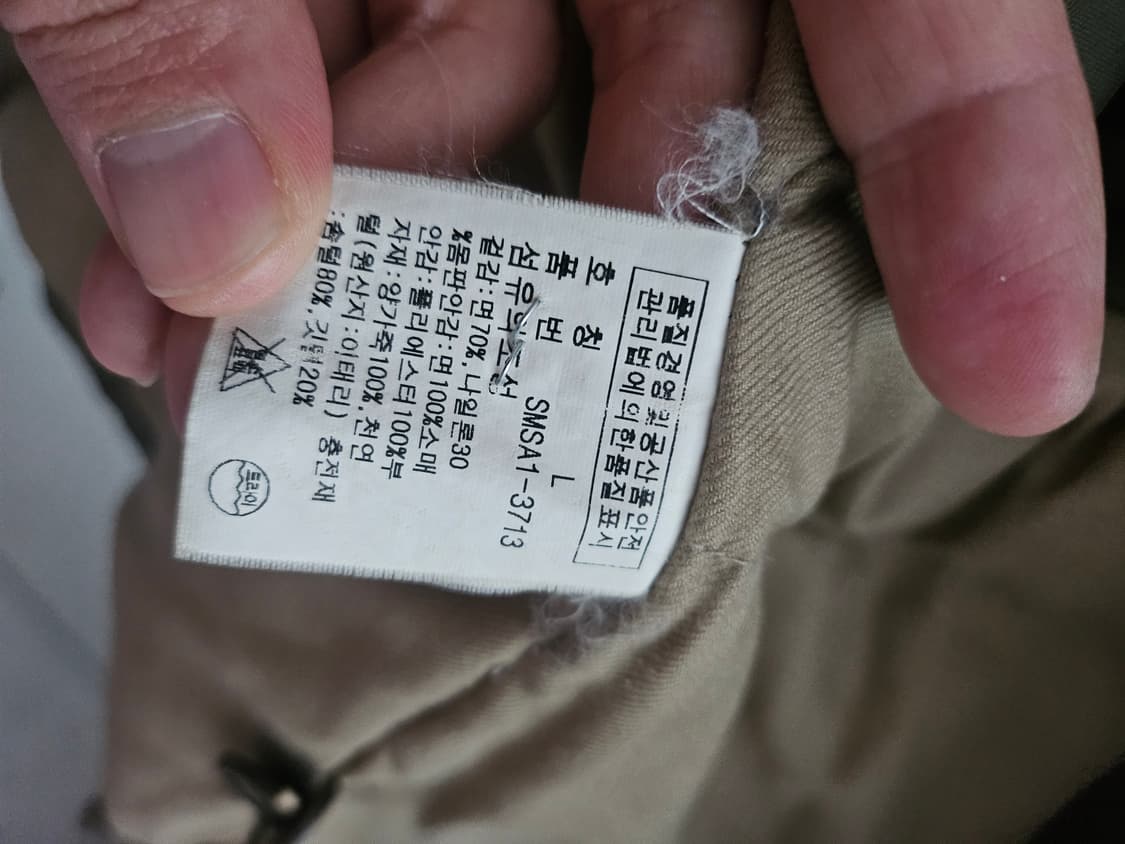 품질경영및공산품안전
관리법에의한품질표시
호 칭 L
품 번 SMSA1-3713
섬유의조성
겉감:면70%.나일론30
%몸판안감:면100%소매
안감:폴리에스터100%부
자재:양가죽100%.천연
털(원산지:이태리) 충전재
:솜털80%.깃털20%
드라이